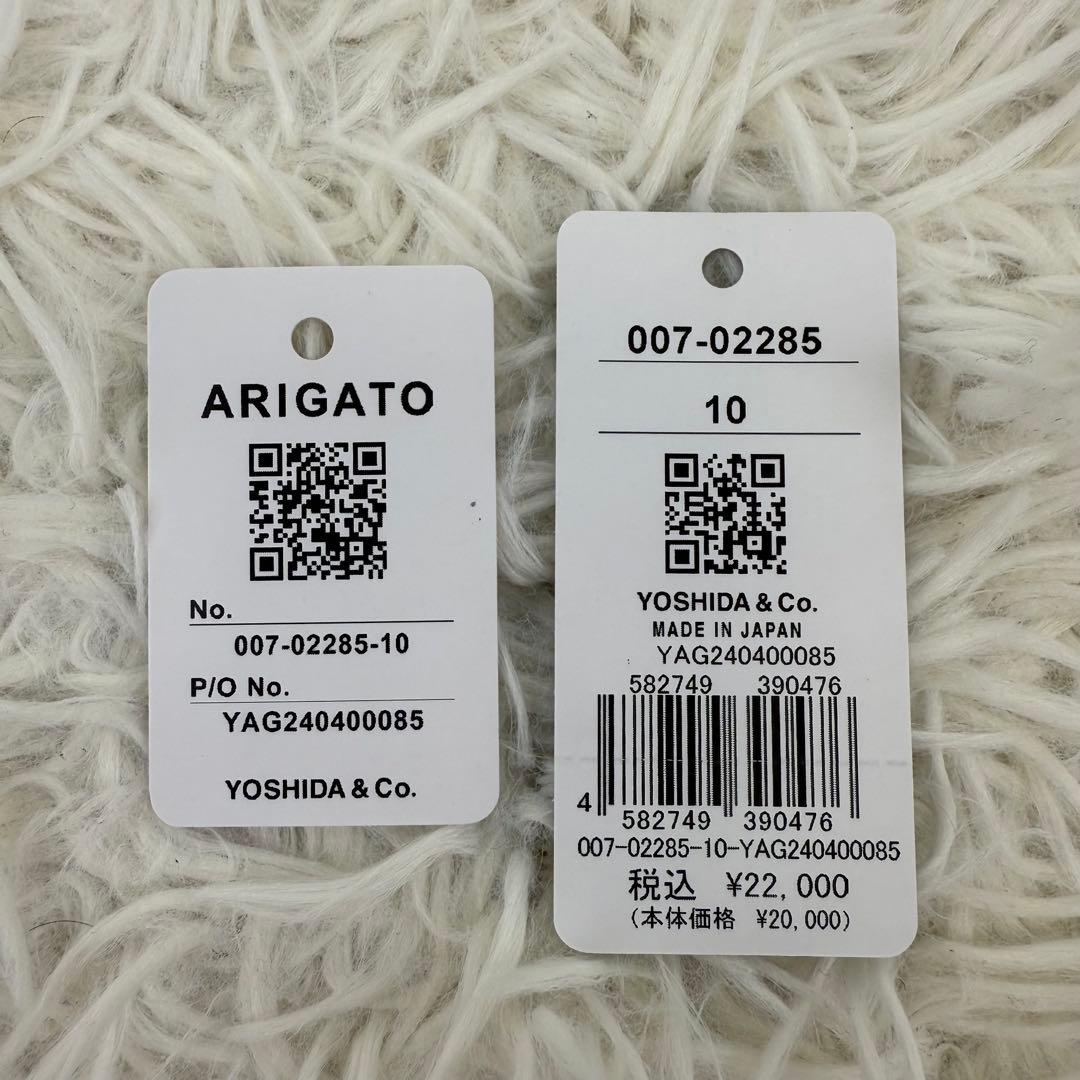 ARIGATO
No.
007-02285-10
P/O No.
YAG240400085
YOSHIDA & Co.
007-02285
10
YOSHIDA & Co.
MADE IN JAPAN
YAG240400085
582749 390476
4 582749 390476
007-02285-10-YAG240400085
税込 ¥22,000
(本体価格 ¥20,000)